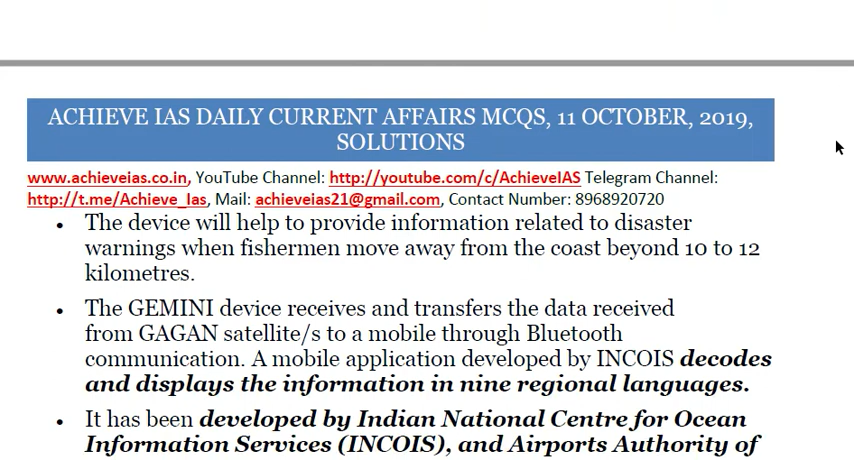 ACHIEVE IAS DAILY CURRENT AFFAIRS MCQS, 11 OCTOBER, 2019,
SOLUTIONS
www.achieveias.co.in, YouTube Channel: http://youtube.com/c/AchieveIAS Telegram Channel:
http://t.me/Achieve_Ias, Mail: achieveias21@gmail.com, Contact Number: 8968920720
• The device will help to provide information related to disaster
warnings when fishermen move away from the coast beyond 10 to 12
kilometres.
• The GEMINI device receives and transfers the data received
from GAGAN satellite/s to a mobile through Bluetooth
communication. A mobile application developed by INCOIS decodes
and displays the information in nine regional languages.
• It has been developed by Indian National Centre for Ocean
Information Services (INCOIS), and Airports Authority of